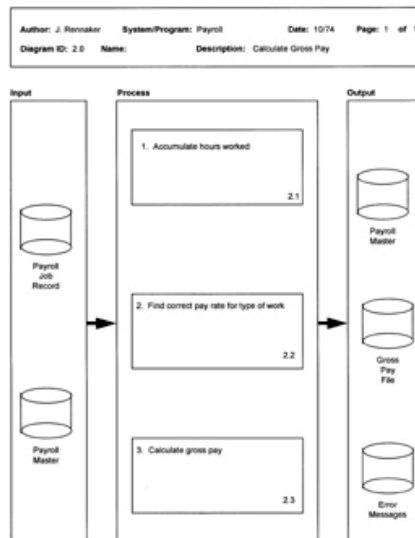 Author: J. Rennaker System/Program: Payroll Date: 10/74 Page: 1 of 1
Diagram ID: 2.0 Name: Description: Calculate Gross Pay
Input Process Output
1. Accumulate hours worked
2.1
Payroll
Job
Record
Payroll
Master
2. Find correct pay rate for type of work
2.2
Gross
Pay
File
Payroll
Master
3. Calculate gross pay
2.3
Error
Messages